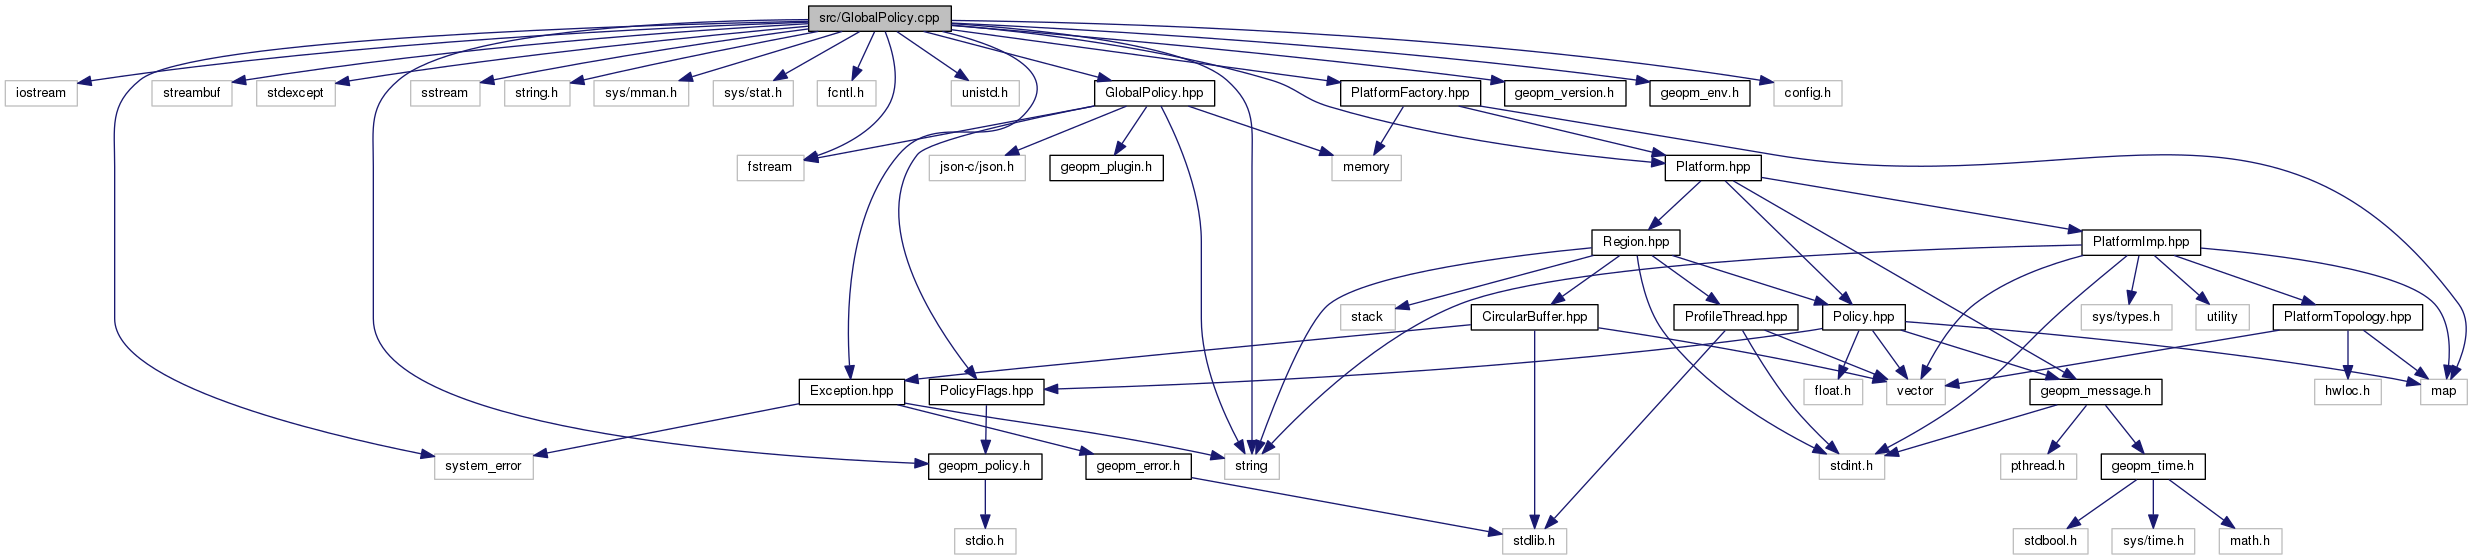 src/GlobalPolicy.cpp
iostream
streambuf
stdexcept
sstream
string.h
sys/mman.h
sys/stat.h
fcntl.h
unistd.h
GlobalPolicy.hpp
PlatformFactory.hpp
geopm_version.h
geopm_env.h
config.h
fstream
json-c/json.h
geopm_plugin.h
memory
Platform.hpp
Region.hpp
PlatformImp.hpp
stack
CircularBuffer.hpp
ProfileThread.hpp
Policy.hpp
sys/types.h
utility
PlatformTopology.hpp
Exception.hpp
PolicyFlags.hpp
float.h
vector
geopm_message.h
hwloc.h
map
system_error
geopm_policy.h
geopm_error.h
string
stdint.h
pthread.h
geopm_time.h
stdio.h
stdlib.h
stdbool.h
sys/time.h
math.h